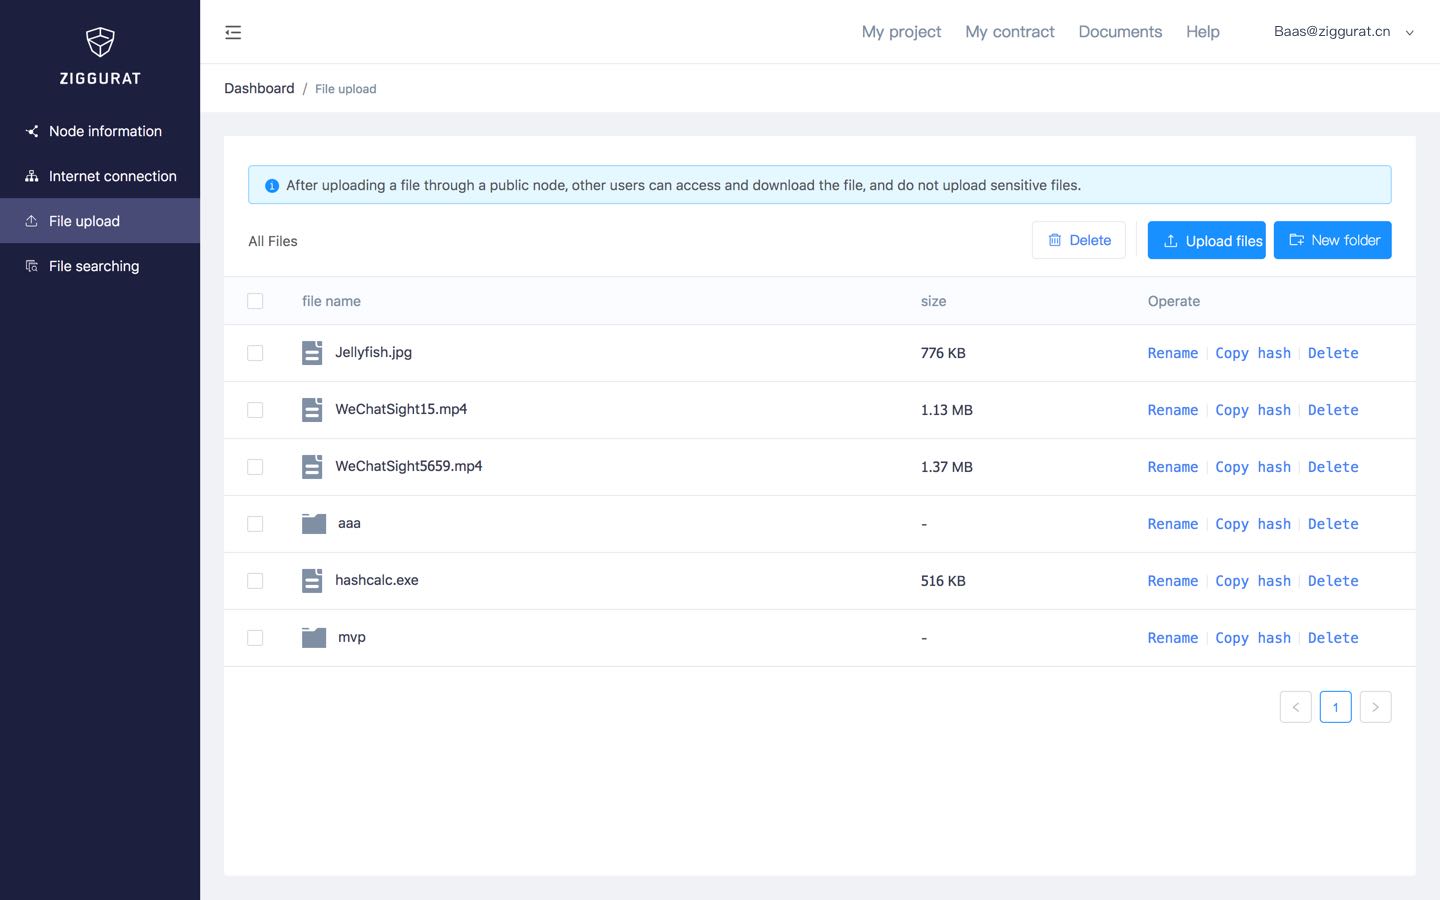 ZIGGURAT
Node information
Internet connection
File upload
File searching
My project My contract Documents Help Baas@ziggurat.cn
Dashboard / File upload
After uploading a file through a public node, other users can access and download the file, and do not upload sensitive files.
All Files Delete Upload files New folder
file name size Operate
Jellyfish.jpg 776 KB Rename Copy hash Delete
WeChatSight15.mp4 1.13 MB Rename Copy hash Delete
WeChatSight5659.mp4 1.37 MB Rename Copy hash Delete
aaa - Rename Copy hash Delete
hashcalc.exe 516 KB Rename Copy hash Delete
mvp - Rename Copy hash Delete
< 1 >